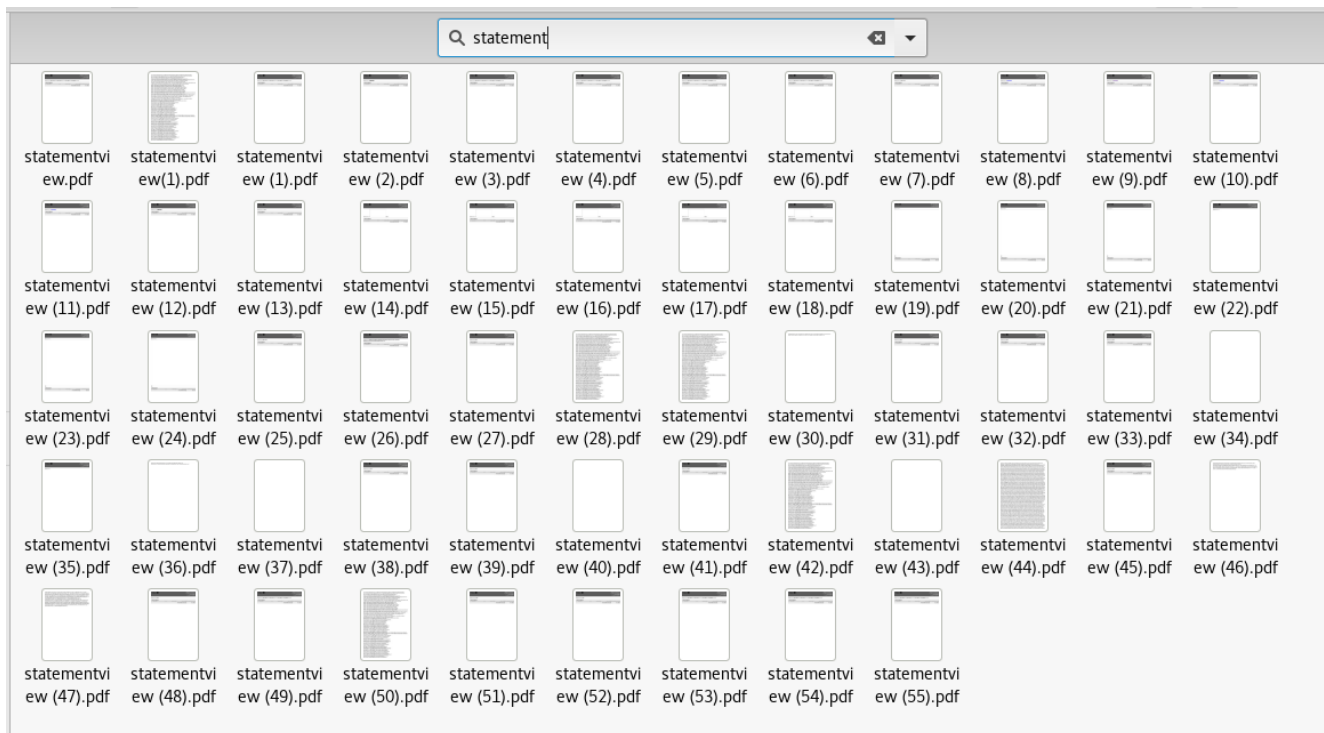 statement
statementvi statementvi statementvi statementvi statementvi statementvi statementvi statementvi statementvi statementvi statementvi statementvi
ew.pdf ew(1).pdf ew (1).pdf ew (2).pdf ew (3).pdf ew (4).pdf ew (5).pdf ew (6).pdf ew (7).pdf ew (8).pdf ew (9).pdf ew (10).pdf
statementvi statementvi statementvi statementvi statementvi statementvi statementvi statementvi statementvi statementvi statementvi statementvi
ew (11).pdf ew (12).pdf ew (13).pdf ew (14).pdf ew (15).pdf ew (16).pdf ew (17).pdf ew (18).pdf ew (19).pdf ew (20).pdf ew (21).pdf ew (22).pdf
statementvi statementvi statementvi statementvi statementvi statementvi statementvi statementvi statementvi statementvi statementvi statementvi
ew (23).pdf ew (24).pdf ew (25).pdf ew (26).pdf ew (27).pdf ew (28).pdf ew (29).pdf ew (30).pdf ew (31).pdf ew (32).pdf ew (33).pdf ew (34).pdf
statementvi statementvi statementvi statementvi statementvi statementvi statementvi statementvi statementvi statementvi statementvi statementvi
ew (35).pdf ew (36).pdf ew (37).pdf ew (38).pdf ew (39).pdf ew (40).pdf ew (41).pdf ew (42).pdf ew (43).pdf ew (44).pdf ew (45).pdf ew (46).pdf
statementvi statementvi statementvi statementvi statementvi statementvi statementvi statementvi statementvi
ew (47).pdf ew (48).pdf ew (49).pdf ew (50).pdf ew (51).pdf ew (52).pdf ew (53).pdf ew (54).pdf ew (55).pdf